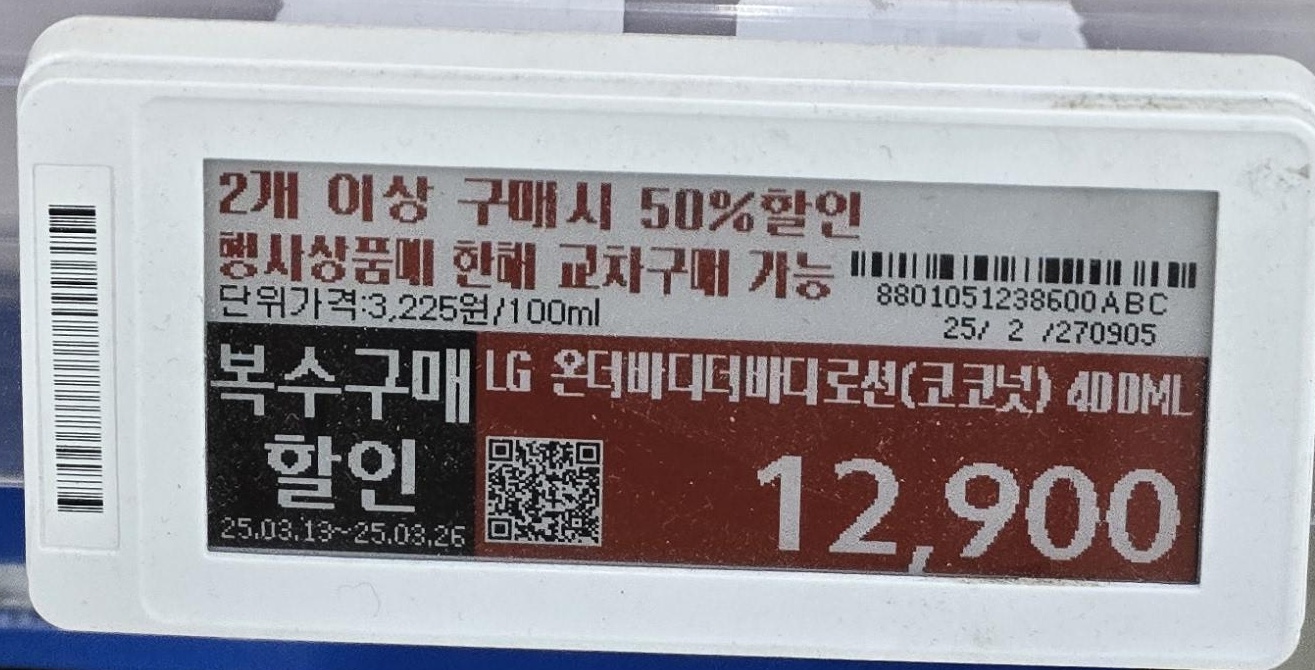 2개 이상 구매시 50%할인
행사상품에 한해 교차구매 가능
단위가격:3,225원/100ml
8801051238600ABC
25/ 2 /270905
복수구매
할인
25.03.13~25.03.26
LG 온더바디더바디로션(코코넛) 400ML
12,900